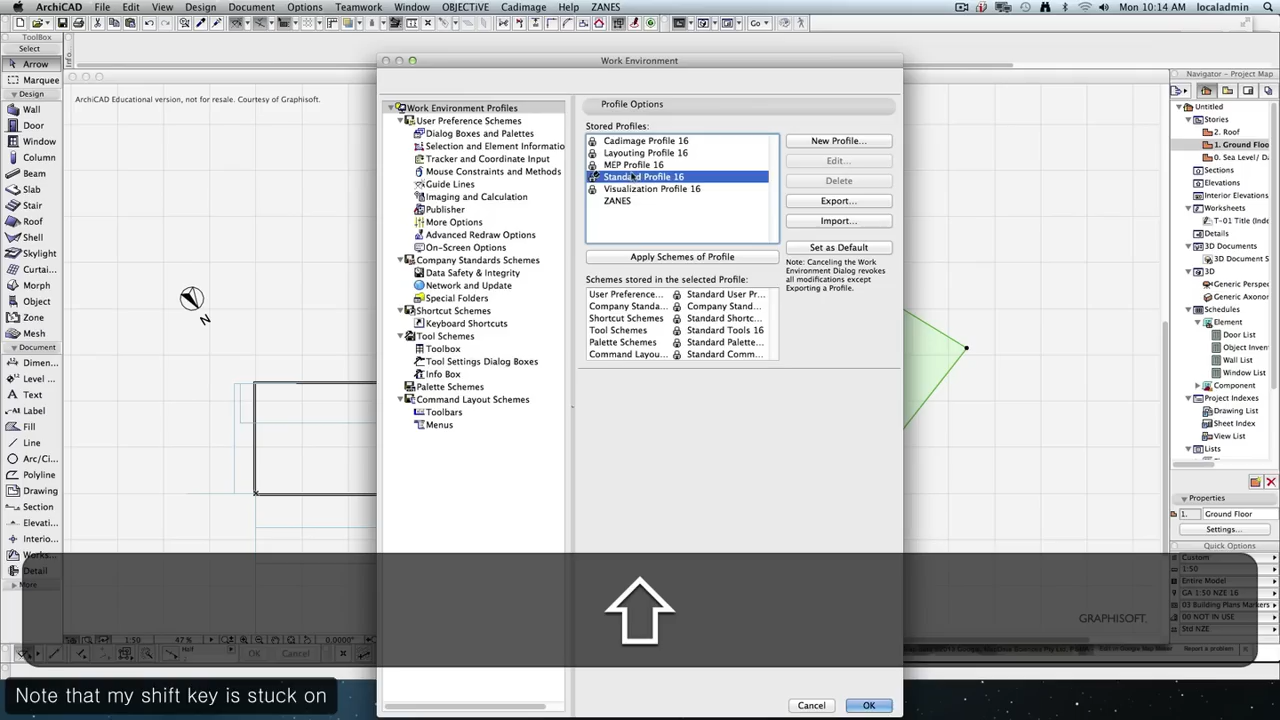 ArchiCAD File Edit View Design Document Options Teamwork Window OBJECTiVE Cadimage Help ZANES
Mon 10:14 AM localadmin
Go
ToolBox
Select
Arrow
Marquee
Design
Wall
Door
Window
Column
Beam
Slab
Stair
Roof
Shell
Skylight
Curtai...
Morph
Object
Zone
Mesh
Document
Dimen...
Level ...
Text
Label
Fill
Line
Arc/Ci...
Polyline
Drawing
Section
Elevati...
Interio...
Works...
Detail
More
Info
ArchiCAD Educational version, not for resale. Courtesy of Graphisoft.
N
Work Environment
Work Environment Profiles
User Preference Schemes
Dialog Boxes and Palettes
Selection and Element Informatio
Tracker and Coordinate Input
Mouse Constraints and Methods
Guide Lines
Imaging and Calculation
Publisher
More Options
Advanced Redraw Options
On-Screen Options
Company Standards Schemes
Data Safety & Integrity
Network and Update
Special Folders
Shortcut Schemes
Keyboard Shortcuts
Tool Schemes
Toolbox
Tool Settings Dialog Boxes
Info Box
Palette Schemes
Command Layout Schemes
Toolbars
Menus
Profile Options
Stored Profiles:
Cadimage Profile 16
Layouting Profile 16
MEP Profile 16
Standard Profile 16
Visualization Profile 16
ZANES
New Profile...
Edit...
Delete
Export...
Import...
Set as Default
Note: Canceling the Work
Environment Dialog revokes
all modifications except
Exporting a Profile.
Apply Schemes of Profile
Schemes stored in the selected Profile:
User Preference... Standard User Pr...
Company Standa... Company Stand...
Shortcut Schemes Standard Shortc...
Tool Schemes Standard Tools 16
Palette Schemes Standard Palette...
Command Layou... Standard Comm...
Cancel
OK
Navigator - Project Map
Untitled
Stories
2. Roof
1. Ground Floo
0. Sea Level/ D
Sections
Elevations
Interior Elevations
Worksheets
T-01 Title (Inde
Details
3D Documents
3D Document S
3D
Generic Perspe
Generic Axono
Schedules
Element
Door List
Object Inven
Wall List
Window List
Component
Project Indexes
Drawing List
Sheet Index
View List
Lists
Properties
1. Ground Floor
Settings...
Quick Options
Custom
1:50
Entire Model
GA 1:50 NZE 16
03 Building Plans Markers
00 NOT IN USE
Std NZE
GRAPHISOFT.
1:50 47% 0,0000°
Half
OK Cancel
Report a problem
Note that my shift key is stuck on